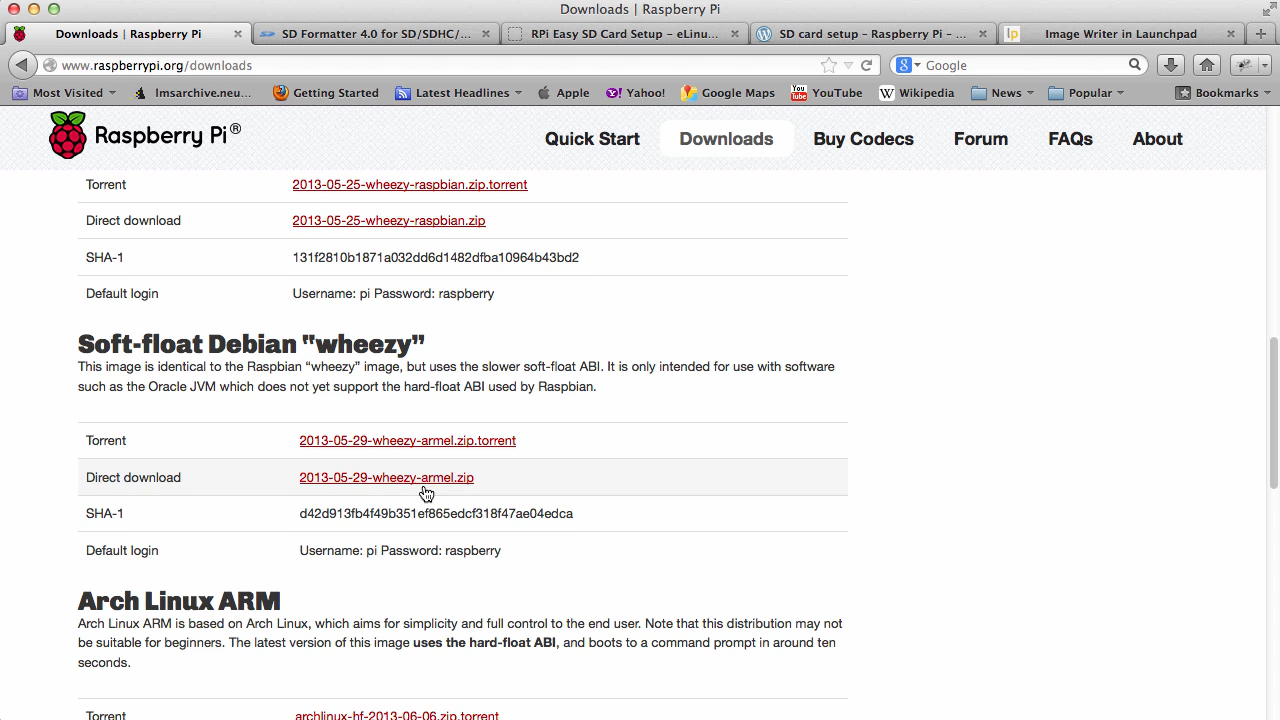 Downloads | Raspberry Pi
Downloads | Raspberry Pi
SD Formatter 4.0 for SD/SDHC/...
RPi Easy SD Card Setup - eLinu...
SD card setup - Raspberry Pi - ...
lp Image Writer in Launchpad
www.raspberrypi.org/downloads
Google
Most Visited
lmsarchive.neu...
Getting Started
Latest Headlines
Apple
Yahoo!
Google Maps
YouTube
Wikipedia
News
Popular
Bookmarks
Raspberry Pi®
Quick Start
Downloads
Buy Codecs
Forum
FAQs
About
Torrent 2013-05-25-wheezy-raspbian.zip.torrent
Direct download 2013-05-25-wheezy-raspbian.zip
SHA-1 131f2810b1871a032dd6d1482dfba10964b43bd2
Default login Username: pi Password: raspberry
Soft-float Debian "wheezy”
This image is identical to the Raspbian “wheezy” image, but uses the slower soft-float ABI. It is only intended for use with software
such as the Oracle JVM which does not yet support the hard-float ABI used by Raspbian.
Torrent 2013-05-29-wheezy-armel.zip.torrent
Direct download 2013-05-29-wheezy-armel.zip
SHA-1 d42d913fb4f49b351ef865edcf318f47ae04edca
Default login Username: pi Password: raspberry
Arch Linux ARM
Arch Linux ARM is based on Arch Linux, which aims for simplicity and full control to the end user. Note that this distribution may not
be suitable for beginners. The latest version of this image uses the hard-float ABI, and boots to a command prompt in around ten
seconds.
Torrent archlinux-hf-2013-06-06.zip.torrent